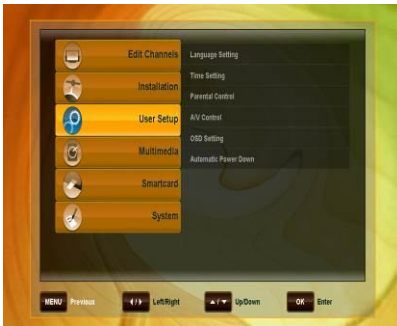 Edit Channels
Installation
User Setup
Multimedia
Smartcard
System
Language Setting
Time Setting
Parental Control
A/V Control
OSD Setting
Automatic Power Down
MENU Previous
Left/Right
Up/Down
OK Enter